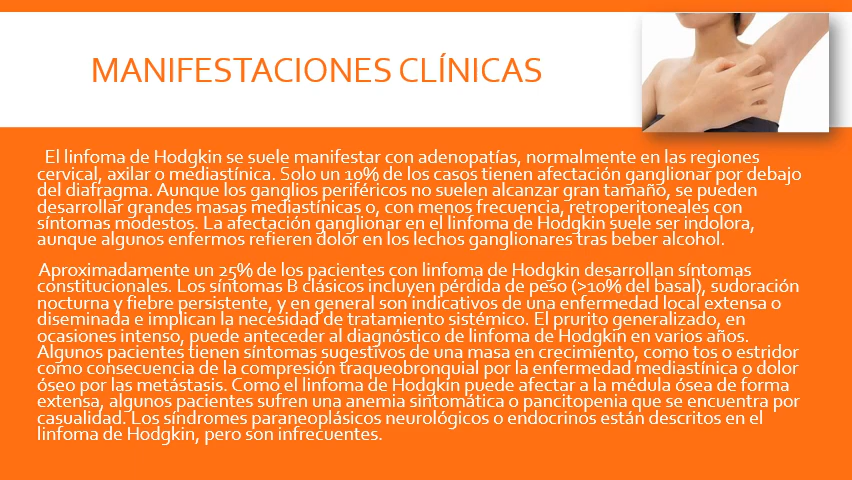 MANIFESTACIONES CLÍNICAS
El linfoma de Hodgkin se suele manifestar con adenopatías, normalmente en las regiones
cervical, axilar o mediastínica. Solo un 10% de los casos tienen afectación ganglionar por debajo
del diafragma. Aunque los ganglios periféricos no suelen alcanzar gran tamaño, se pueden
desarrollar grandes masas mediastínicas o, con menos frecuencia, retroperitoneales con
síntomas modestos. La afectación ganglionar en el linfoma de Hodgkin suele ser indolora,
aunque algunos enfermos refieren dolor en los lechos ganglionares tras beber alcohol.
Aproximadamente un 25% de los pacientes con linfoma de Hodgkin desarrollan síntomas
constitucionales. Los síntomas B clásicos incluyen pérdida de peso (>10% del basal), sudoración
nocturna y fiebre persistente, y en general son indicativos de una enfermedad local extensa o
diseminada e implican la necesidad de tratamiento sistémico. El prurito generalizado, en
ocasiones intenso, puede anteceder al diagnóstico de linfoma de Hodgkin en varios años.
Algunos pacientes tienen síntomas sugestivos de una masa en crecimiento, como tos o estridor
como consecuencia de la compresión traqueobronquial por la enfermedad mediastínica o dolor
óseo por las metástasis. Como el linfoma de Hodgkin puede afectar a la médula ósea de forma
extensa, algunos pacientes sufren una anemia sintomática o pancitopenia que se encuentra por
casualidad. Los síndromes paraneoplásicos neurológicos o endocrinos están descritos en el
linfoma de Hodgkin, pero son infrecuentes.